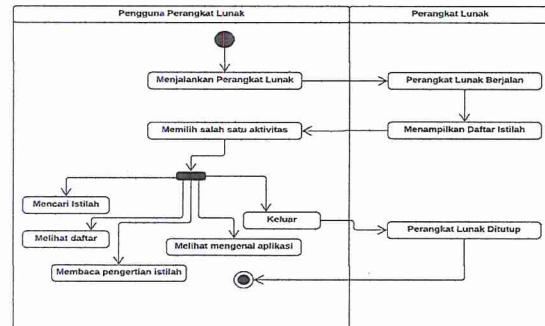 Pengguna Perangkat Lunak
Perangkat Lunak
Menjalankan Perangkat Lunak
Perangkat Lunak Berjalan
Memilih salah satu aktivitas
Menampilkan Daftar Istilah
Mencari Istilah
Keluar
Perangkat Lunak Ditutup
Melihat daftar
Melihat mengenal aplikasi
Membaca pengertian istilah